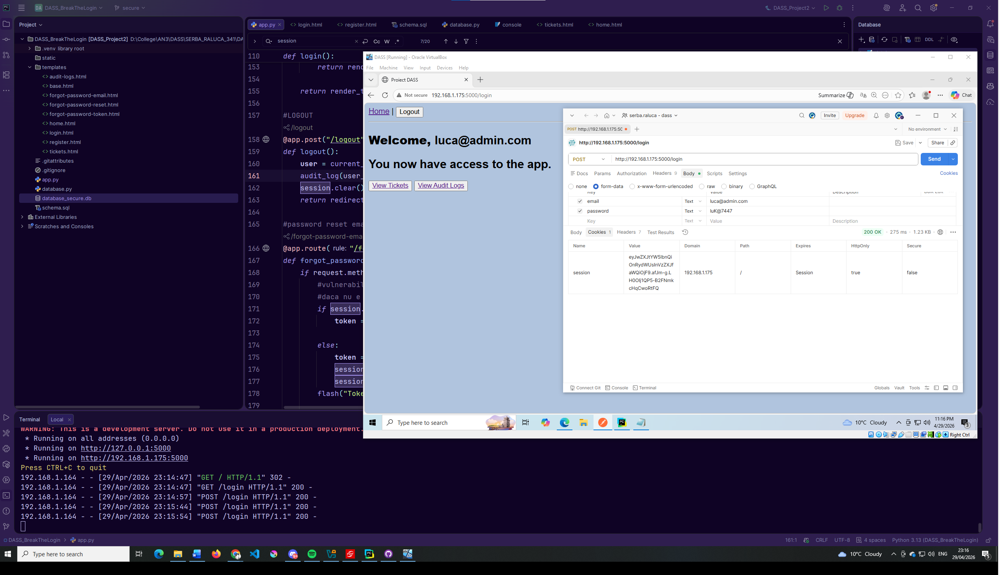 DASS_BreakTheLogin
secure
DASS_Project2
Project
DASS_BreakTheLogin [DASS_Project2] D:\College\AN3\DASS\SERBA_RALUCA_341\DA
.venv library root
static
templates
audit-logs.html
base.html
forgot-password-email.html
forgot-password-reset.html
forgot-password-token.html
home.html
login.html
register.html
tickets.html
.gitattributes
.gitignore
app.py
database.py
database_secure.db
schema.sql
External Libraries
Scratches and Consoles
app.py
login.html
register.html
schema.sql
database.py
console
tickets.html
home.html
session
Cc W .*
7/20
Database
DDL
110 def login():
153 return rend
154
155 return render_t
156
157 #LOGOUT
/logout
158 @app.post("/logout"
159 def logout():
160 user = current_
161 audit_log(user_
162 session.clear()
163 return redirect
164
165 #password reset ema
/forgot-password-emai
166 @app.route( rule: "/f
167 def forgot_password
168 if request.meth
169 #vulnerabil
170 #daca nu e
171 if session.
172 token =
173
174 else:
175 token =
176 session
177 session
178 flash("Toke
179
DASS [Running] - Oracle VirtualBox
File Machine View Input Devices Help
Proiect DASS
Not secure 192.168.1.175:5000/login
Summarize
Chat
Home | Logout
Welcome, luca@admin.com
You now have access to the app.
View Tickets View Audit Logs
serba.raluca - dass
Invite Upgrade
POST http://192.168.1.175:5C
No environment
HTTP http://192.168.1.175:5000/login
Save Share
POST http://192.168.1.175:5000/login
Send
Docs Params Authorization Headers 9 Body Scripts Settings Cookies
none form-data x-www-form-urlencoded raw binary GraphQL
Key Value Description Bulk Edit
email Text luca@admin.com
password Text luK@7447
Key Text Value Description
Body Cookies 1 Headers 7 Test Results
200 OK 275 ms 1.23 KB
Name Value Domain Path Expires HttpOnly Secure
eyJwZXJtYW5lbnQi
OnRydWUsInVzZXJf
aWQiOjF9.afJm-g.L
H0OIj1QP5-B2FNmk
cHqCwoRtFQ
session 192.168.1.175 / Session true false
Connect Git Console Terminal
Globals Vault Tools
Type here to search
10°C Cloudy
11:16 PM
4/29/2026
3
Right Ctrl
Terminal Local
WARNING: This is a development server. Do not use it in a production deployment.
* Running on all addresses (0.0.0.0)
* Running on http://127.0.0.1:5000
* Running on http://192.168.1.175:5000
Press CTRL+C to quit
192.168.1.164 - - [29/Apr/2026 23:14:47] "GET / HTTP/1.1" 302 -
192.168.1.164 - - [29/Apr/2026 23:14:47] "GET /login HTTP/1.1" 200 -
192.168.1.164 - - [29/Apr/2026 23:14:57] "POST /login HTTP/1.1" 200 -
192.168.1.164 - - [29/Apr/2026 23:15:44] "POST /login HTTP/1.1" 200 -
192.168.1.164 - - [29/Apr/2026 23:15:54] "POST /login HTTP/1.1" 200 -
DASS_BreakTheLogin > app.py
161:1 CRLF UTF-8 4 spaces Python 3.13 (DASS_BreakTheLogin)
Type here to search
10°C Cloudy
ENG
23:16
29/04/2026
5